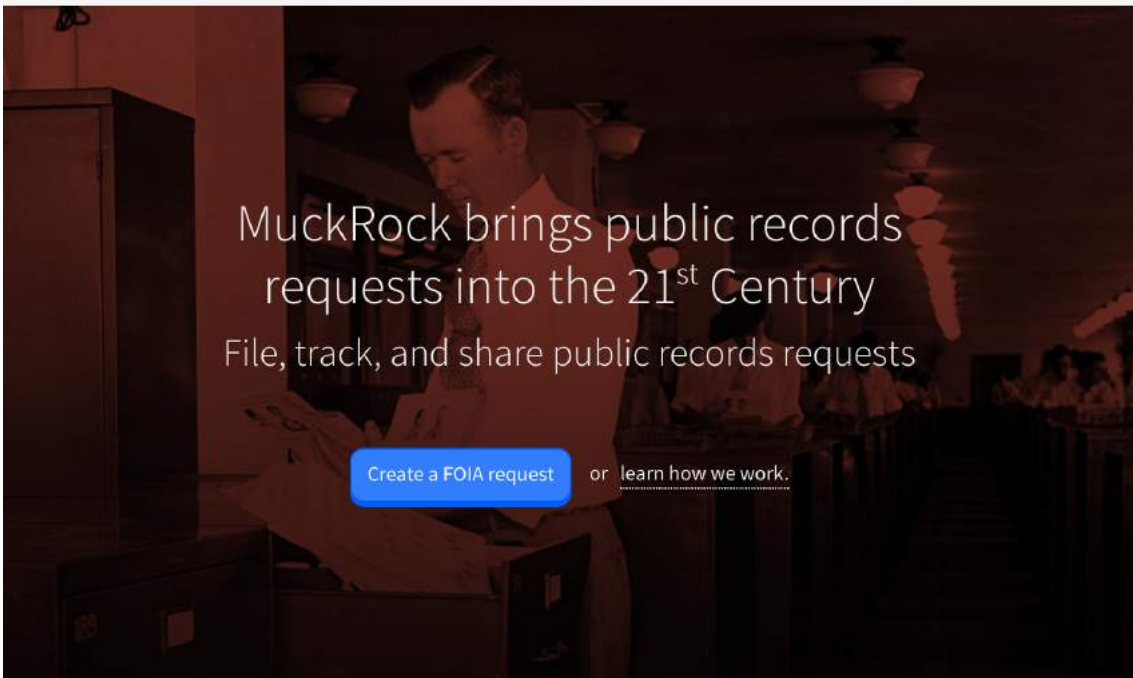 MuckRock brings public records
requests into the 21st Century
File, track, and share public records requests
Create a FOIA request or learn how we work.
189